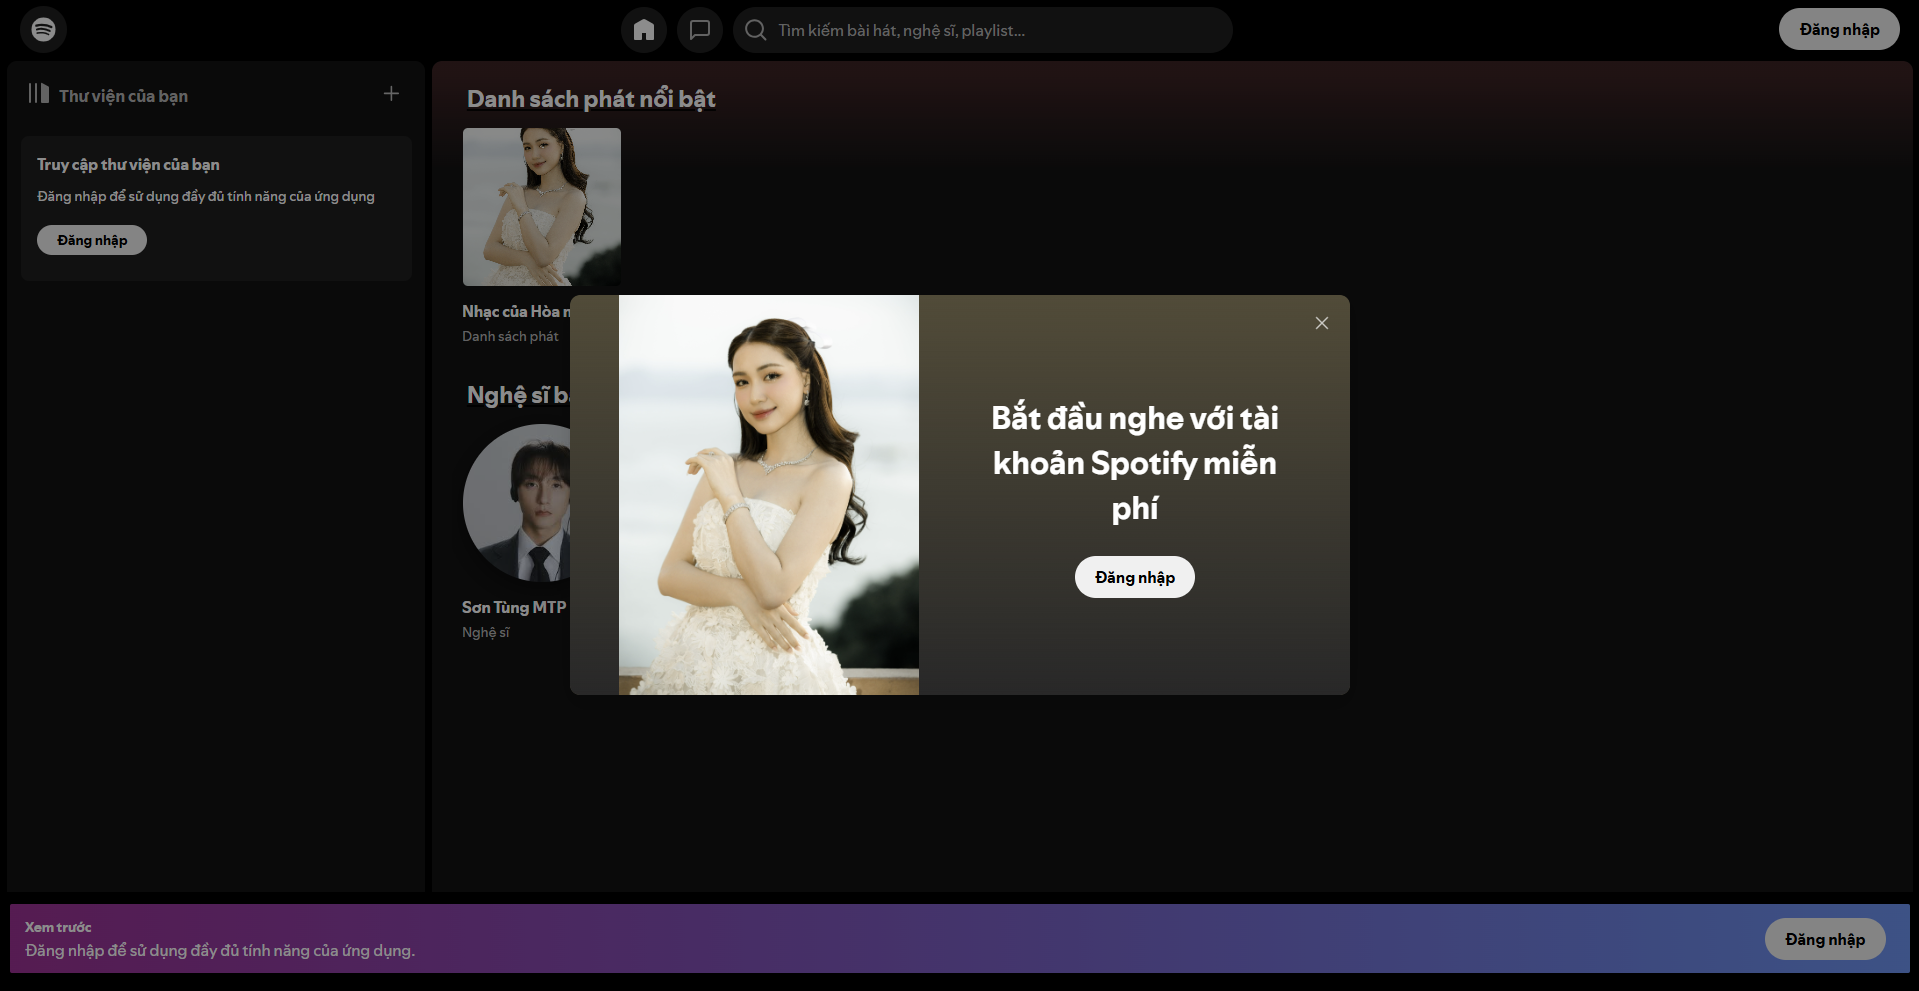 Tìm kiếm bài hát, nghệ sĩ, playlist...
Đăng nhập
Thư viện của bạn
Truy cập thư viện của bạn
Đăng nhập để sử dụng đầy đủ tính năng của ứng dụng
Đăng nhập
Danh sách phát nổi bật
Nhạc của Hòa
Danh sách phát
Nghệ sĩ
Sơn Tùng MTP
Nghệ sĩ
Bắt đầu nghe với tài
khoản Spotify miễn
phí
Đăng nhập
Xem trước
Đăng nhập để sử dụng đầy đủ tính năng của ứng dụng.
Đăng nhập